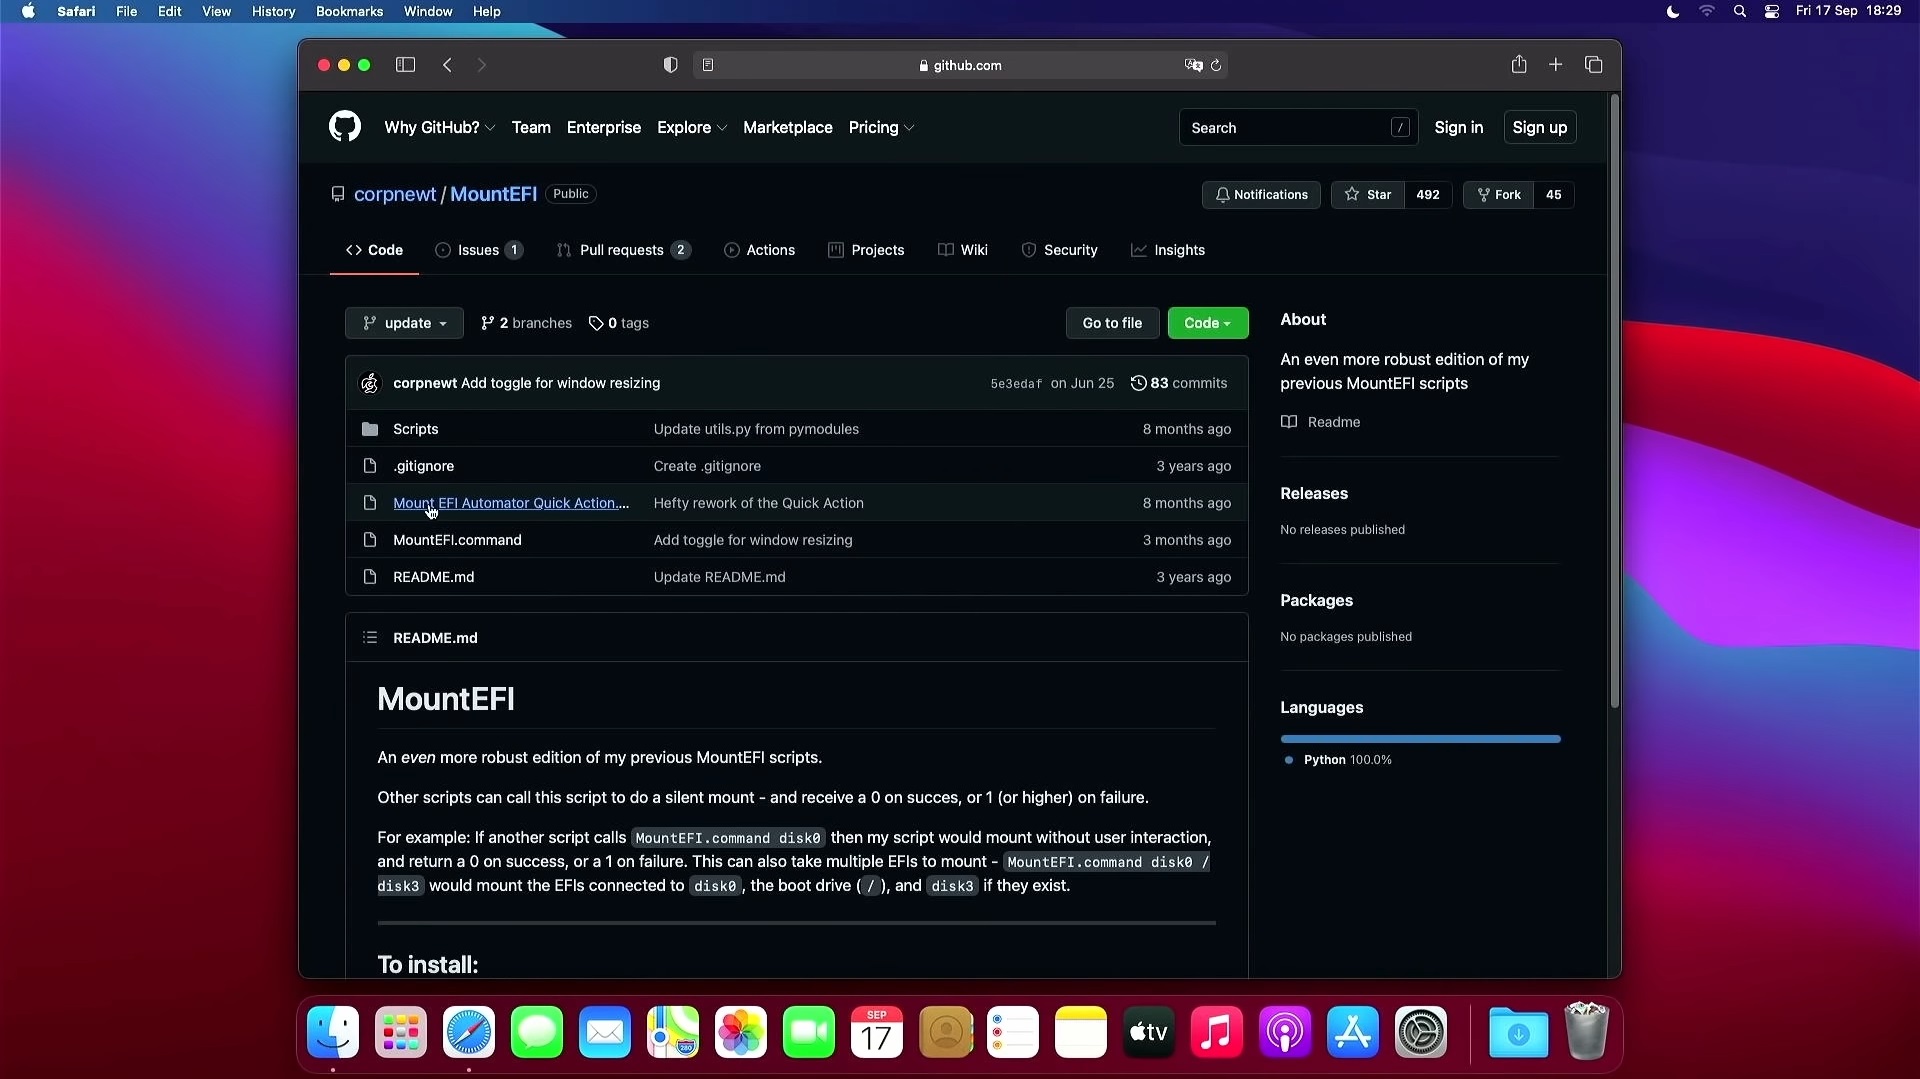 Safari File Edit View History Bookmarks Window Help Fri 17 Sep 18:29
github.com
Why GitHub? Team Enterprise Explore Marketplace Pricing Search / Sign in Sign up
corpnewt / MountEFI Public Notifications Star 492 Fork 45
<> Code Issues 1 Pull requests 2 Actions Projects Wiki Security Insights
update 2 branches 0 tags Go to file Code
corpnewt Add toggle for window resizing 5e3edaf on Jun 25 83 commits
Scripts Update utils.py from pymodules 8 months ago
.gitignore Create .gitignore 3 years ago
Mount EFI Automator Quick Action.... Hefty rework of the Quick Action 8 months ago
MountEFI.command Add toggle for window resizing 3 months ago
README.md Update README.md 3 years ago
README.md
MountEFI
An even more robust edition of my previous MountEFI scripts.
Other scripts can call this script to do a silent mount - and receive a 0 on succes, or 1 (or higher) on failure.
For example: If another script calls MountEFI.command disk0 then my script would mount without user interaction,
and return a 0 on success, or a 1 on failure. This can also take multiple EFIs to mount - MountEFI.command disk0 /
disk3 would mount the EFIs connected to disk0, the boot drive ( / ), and disk3 if they exist.
To install:
About
An even more robust edition of my
previous MountEFI scripts
Readme
Releases
No releases published
Packages
No packages published
Languages
Python 100.0%
SEP
17
tv
280